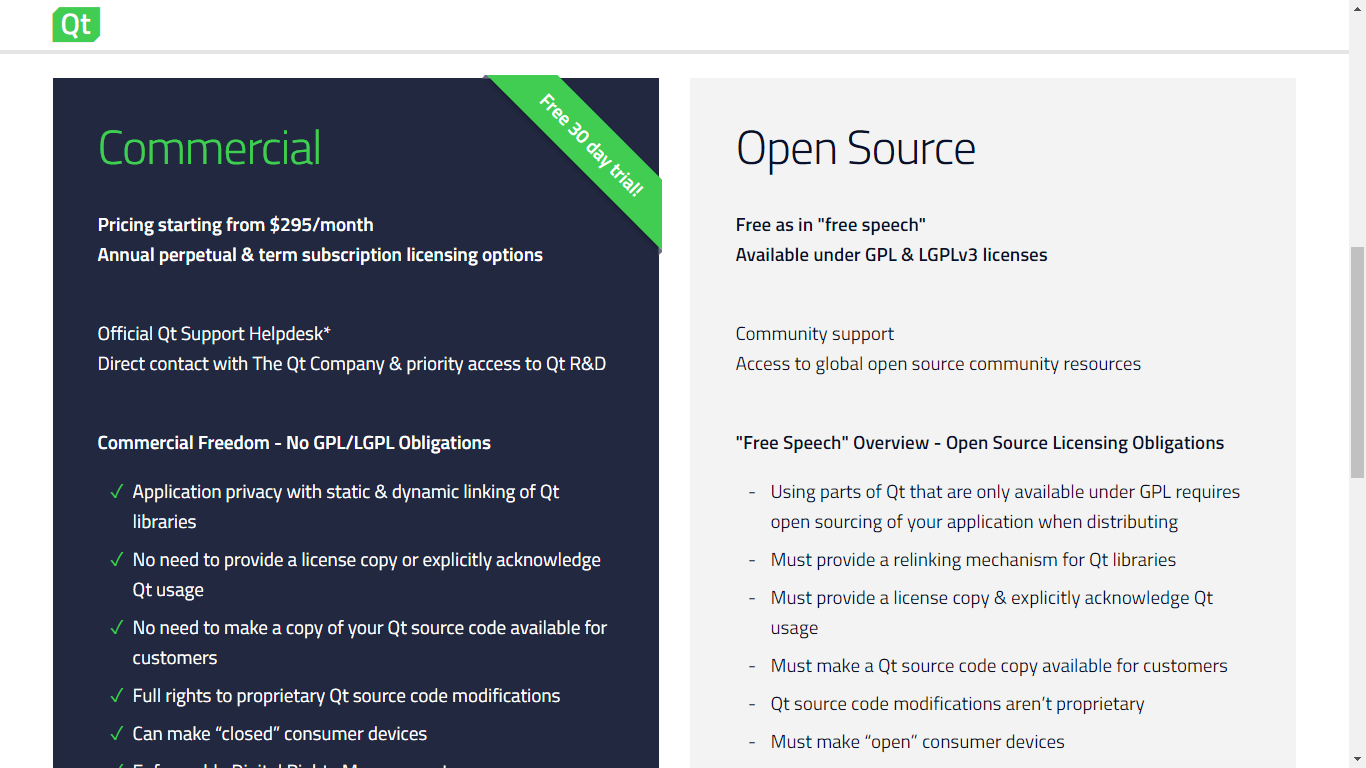 Qt
Commercial
Free 30 day trial!
Pricing starting from $295/month
Annual perpetual & term subscription licensing options
Official Qt Support Helpdesk*
Direct contact with The Qt Company & priority access to Qt R&D
Commercial Freedom - No GPL/LGPL Obligations
✓ Application privacy with static & dynamic linking of Qt
libraries
✓ No need to provide a license copy or explicitly acknowledge
Qt usage
✓ No need to make a copy of your Qt source code available for
customers
✓ Full rights to proprietary Qt source code modifications
✓ Can make “closed” consumer devices
Open Source
Free as in "free speech"
Available under GPL & LGPLv3 licenses
Community support
Access to global open source community resources
"Free Speech" Overview - Open Source Licensing Obligations
- Using parts of Qt that are only available under GPL requires
open sourcing of your application when distributing
- Must provide a relinking mechanism for Qt libraries
- Must provide a license copy & explicitly acknowledge Qt
usage
- Must make a Qt source code copy available for customers
- Qt source code modifications aren’t proprietary
- Must make “open” consumer devices